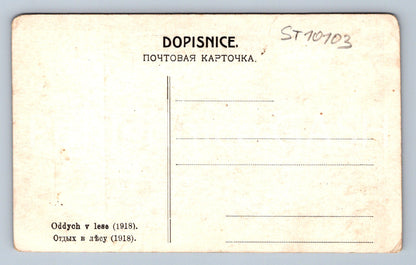 DOPISNICE.
ST10103
ПОЧТОВАЯ КАРТОЧКА.
Oddych v lese (1918).
Отдых в лѣсу (1918).